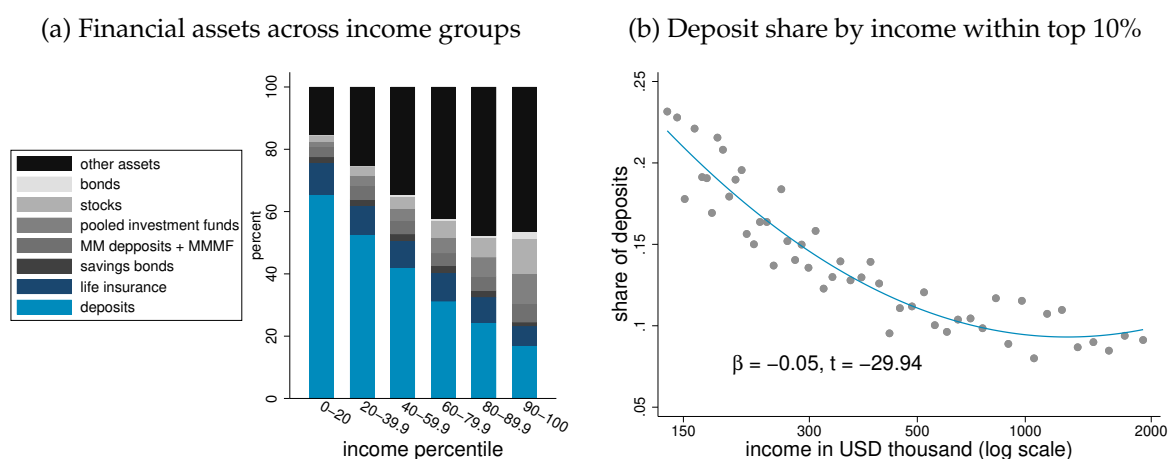 (a) Financial assets across income groups
other assets
bonds
stocks
pooled investment funds
MM depposits + MMMF
savings bonds
life insurance
deposits
percent
100
80
60
40
20
0
0–20
20–39.9
40–59.9
60–79.9
80–89.9
90–100
income percentile
(b) Deposit share by income within top 10%
share of deposits
.25
.2
.15
.1
.05
β = −0.05, t = −29.94
150
300
500
1000
2000
income in USD thousand (log scale)